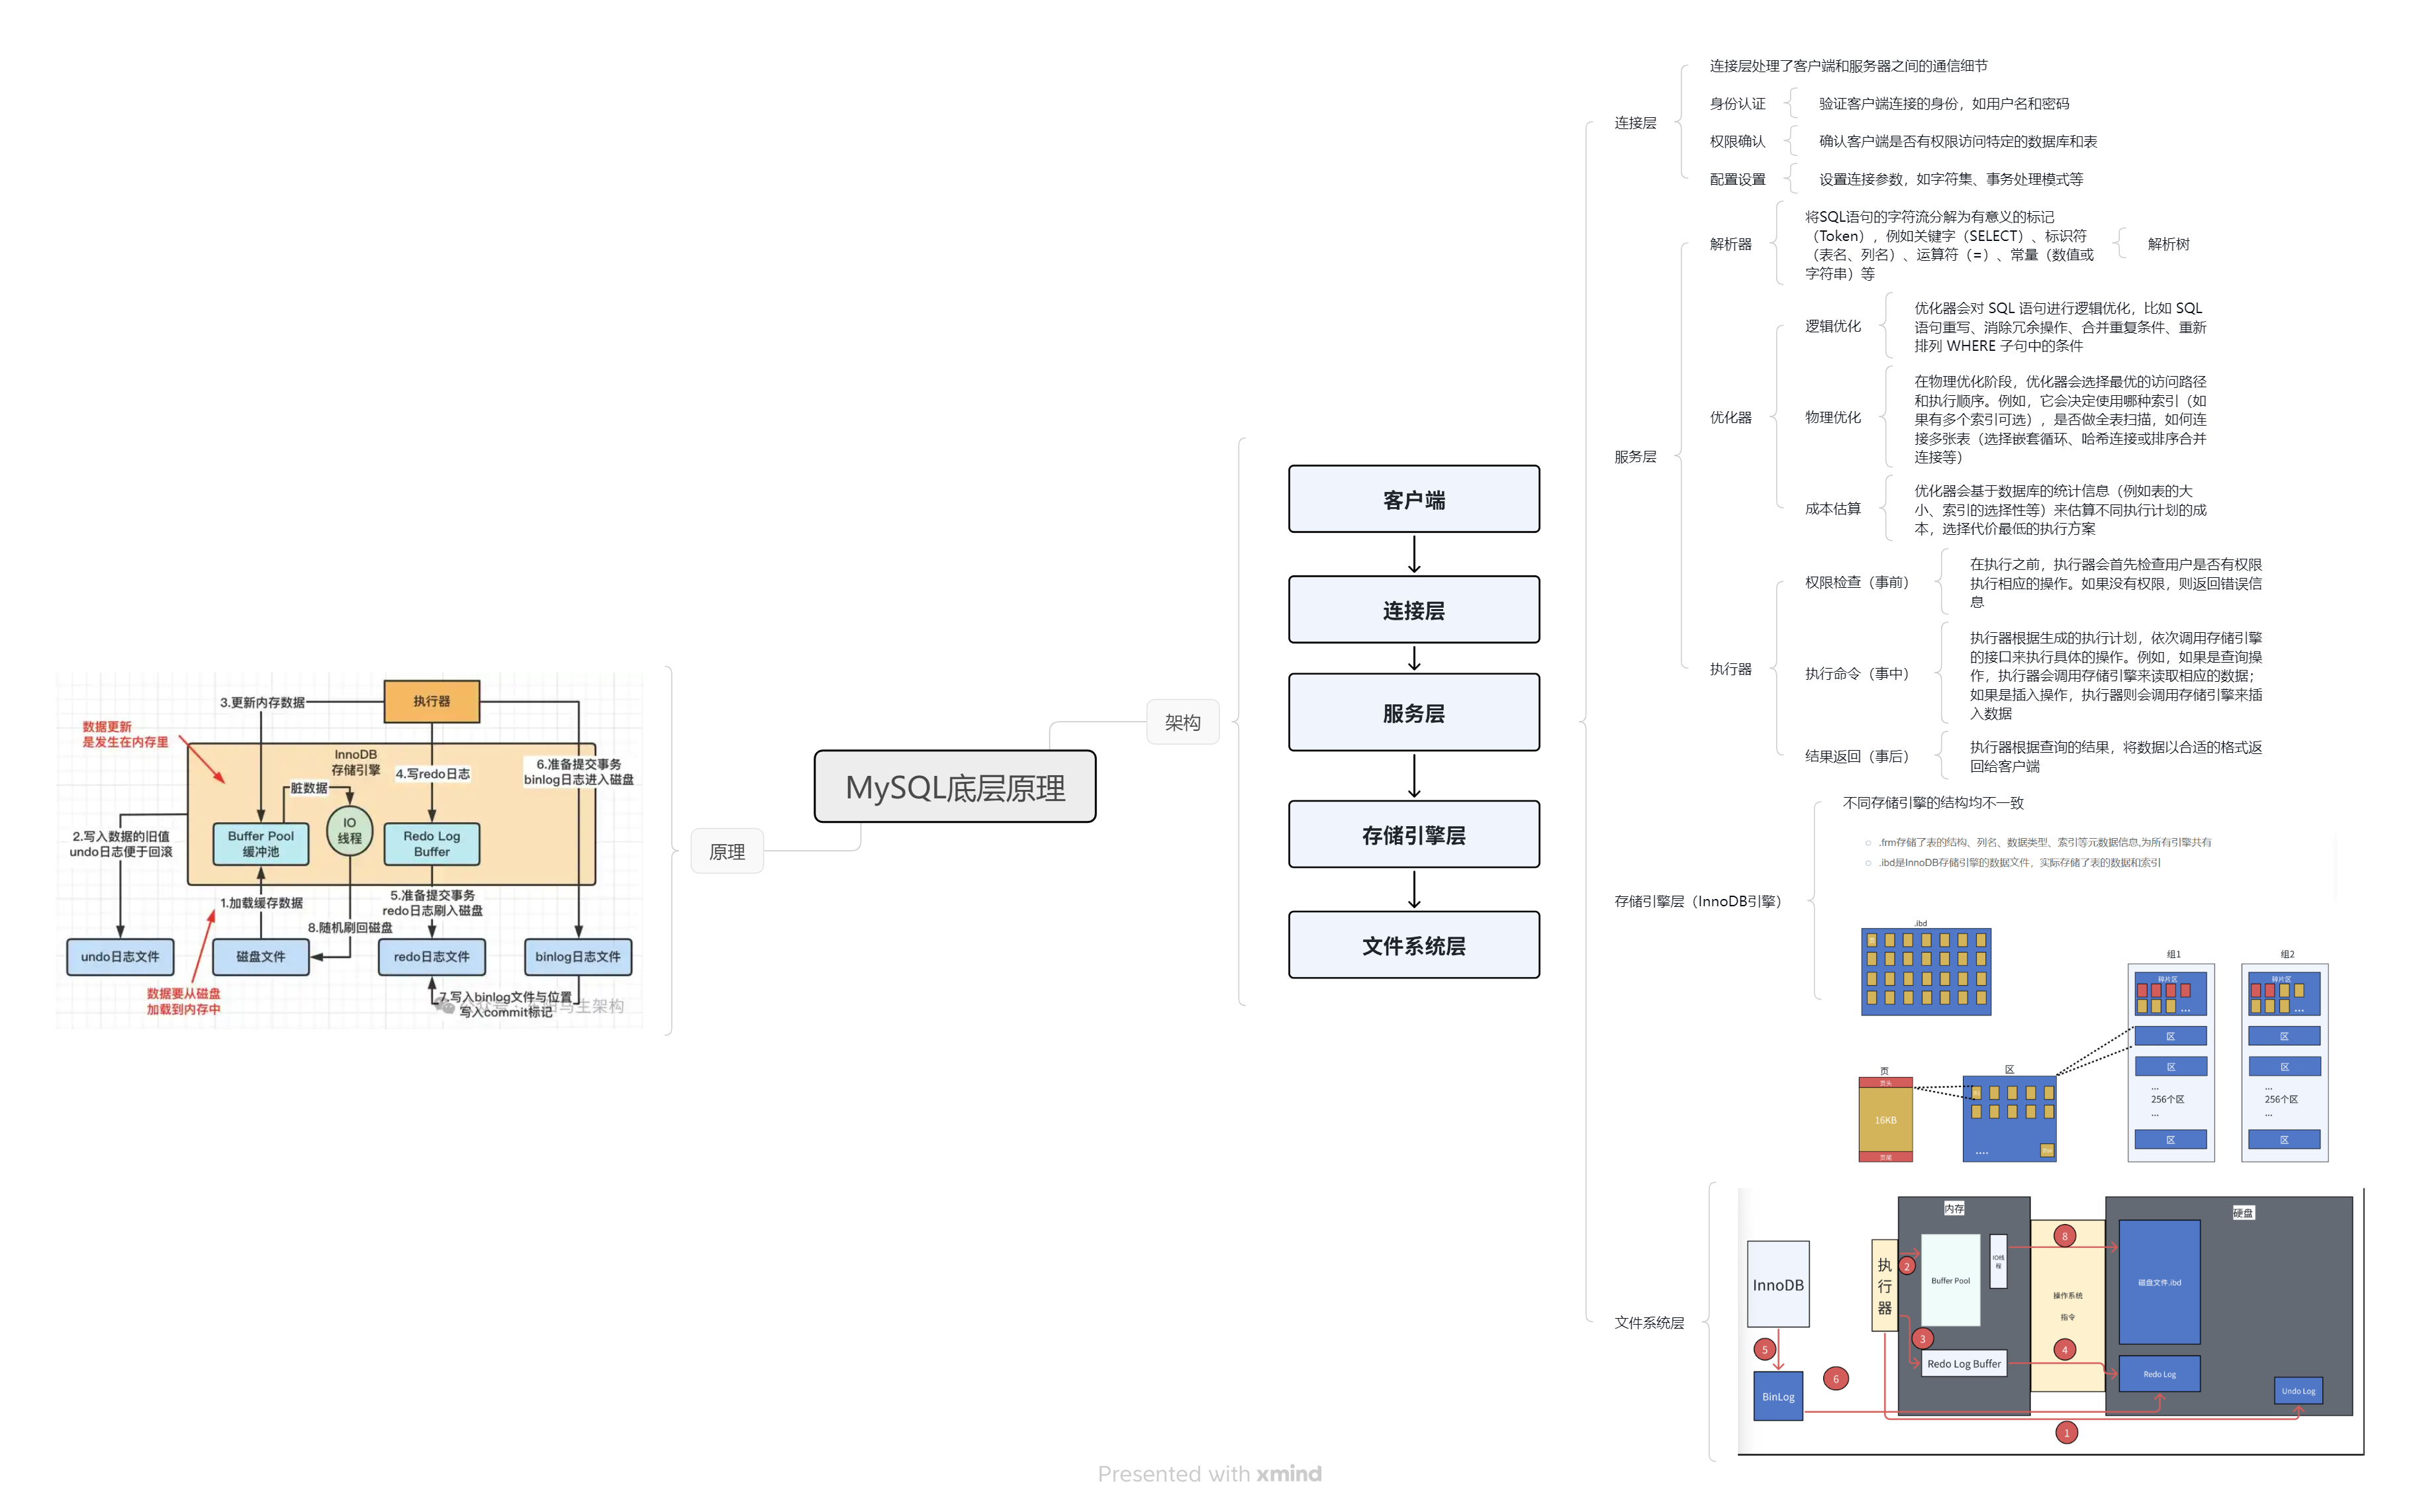 MySQL底层原理
架构
原理
客户端
连接层
服务层
存储引擎层
文件系统层
连接层
连接层处理了客户端和服务器之间的通信细节
身份认证
验证客户端连接的身份，如用户名和密码
权限确认
确认客户端是否有权限访问特定的数据库和表
配置设置
设置连接参数，如字符集、事务处理模式等
服务层
解析器
将SQL语句的字符流分解为有意义的标记
（Token），例如关键字（SELECT）、标识符
（表名、列名）、运算符（=）、常量（数值或
字符串）等
解析树
优化器
逻辑优化
优化器会对 SQL 语句进行逻辑优化，比如 SQL
语句重写、消除冗余操作、合并重复条件、重新
排列 WHERE 子句中的条件
物理优化
在物理优化阶段，优化器会选择最优的访问路径
和执行顺序。例如，它会决定使用哪种索引（如
果有多个索引可选），是否做全表扫描，如何连
接多张表（选择嵌套循环、哈希连接或排序合并
连接等）
成本估算
优化器会基于数据库的统计信息（例如表的大
小、索引的选择性等）来估算不同执行计划的成
本，选择代价最低的执行方案
执行器
权限检查（事前）
在执行之前，执行器会首先检查用户是否有权限
执行相应的操作。如果没有权限，则返回错误信
息
执行命令（事中）
执行器根据生成的执行计划，依次调用存储引擎
的接口来执行具体的操作。例如，如果是查询操
作，执行器会调用存储引擎来读取相应的数据；
如果是插入操作，执行器则会调用存储引擎来插
入数据
结果返回（事后）
执行器根据查询的结果，将数据以合适的格式返
回给客户端
存储引擎层（InnoDB引擎）
不同存储引擎的结构均不一致
.frm存储了表的结构、列名、数据类型、索引等元数据信息,为所有引擎共有
.ibd是InnoDB存储引擎的数据文件，实际存储了表的数据和索引
.ibd
页
页头
16KB
页尾
区
....
组1
碎片区
...
区
区
...
256个区
...
区
组2
碎片区
...
区
区
...
256个区
...
区
文件系统层
InnoDB
5
BinLog
6
执行器
2
3
内存
Buffer Pool
IO线
程
Redo Log Buffer
8
操作系统
指令
4
1
硬盘
磁盘文件.ibd
Redo Log
Undo Log
执行器
3.更新内存数据
数据更新
是发生在内存里
InnoDB
存储引擎
4.写redo日志
6.准备提交事务
binlog日志进入磁盘
脏数据
Buffer Pool
缓冲池
IO
线程
Redo Log
Buffer
2.写入数据的旧值
undo日志便于回滚
1.加载缓存数据
5.准备提交事务
redo日志刷入磁盘
8.随机刷回磁盘
undo日志文件
磁盘文件
redo日志文件
binlog日志文件
数据要从磁盘
加载到内存中
7.写入binlog文件与位置
写入commit标记
Presented with xmind